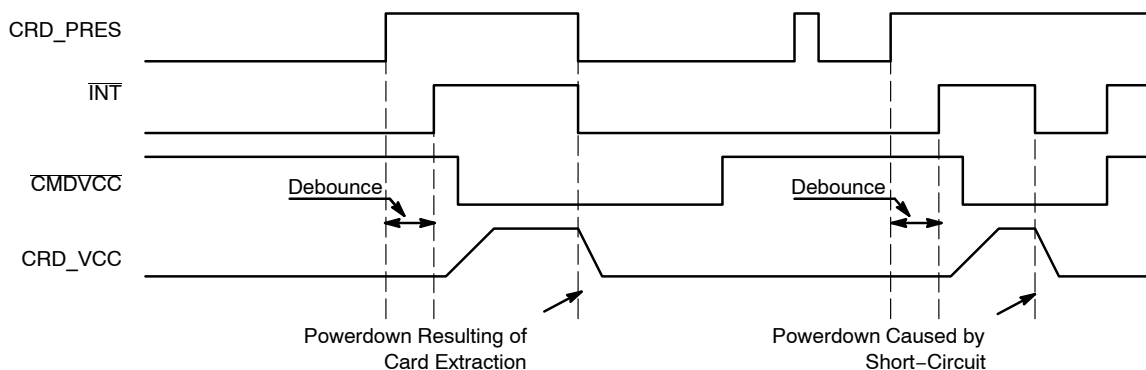 CRD_PRES
INT
CMDVCC
Debounce
Debounce
CRD_VCC
Powerdown Resulting of
Card Extraction
Powerdown Caused by
Short−Circuit